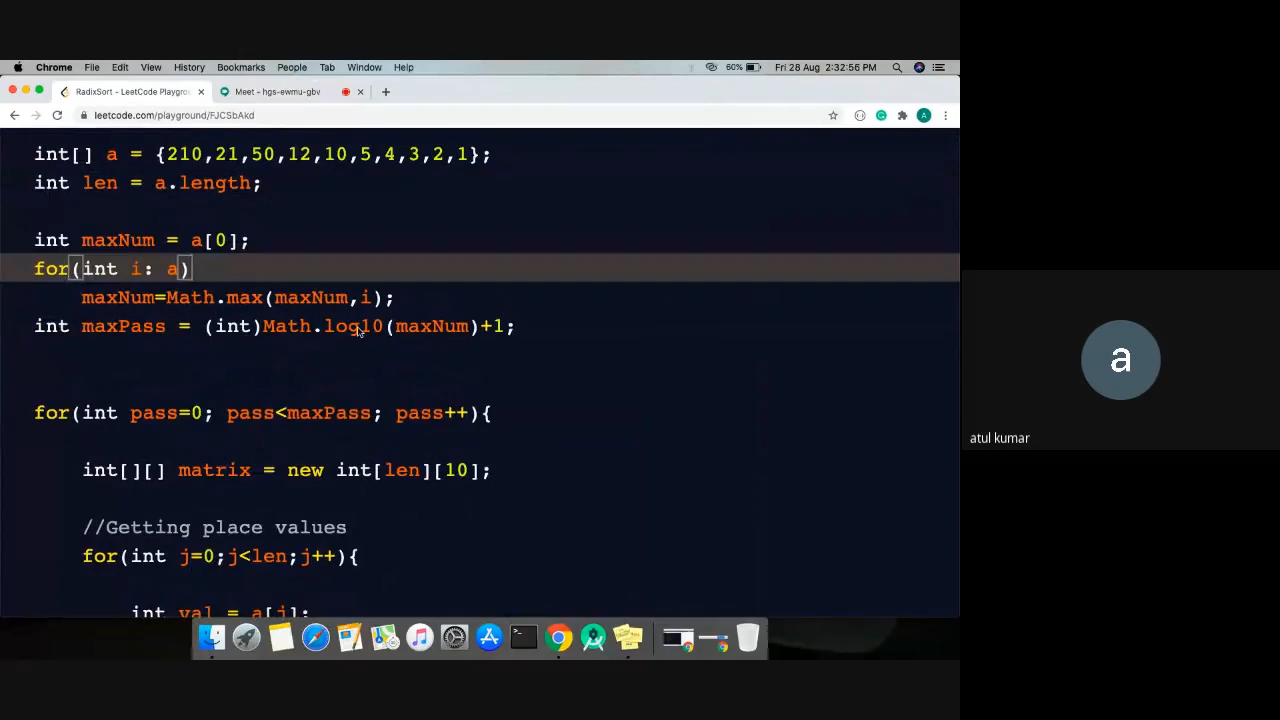 Chrome File Edit View History Bookmarks People Tab Window Help 60% Fri 28 Aug 2:32:56 PM
RadixSort - LeetCode Playgrou Meet - hgs-ewmu-gbv
leetcode.com/playground/FJCSbAkd A
int[] a = {210,21,50,12,10,5,4,3,2,1};
int len = a.length;
int maxNum = a[0];
for(int i: a)
maxNum=Math.max(maxNum,i);
int maxPass = (int)Math.log10(maxNum)+1;
for(int pass=0; pass<maxPass; pass++){
int[][] matrix = new int[len][10];
//Getting place values
for(int j=0;j<len;j++){
int val = a[j];
a
atul kumar